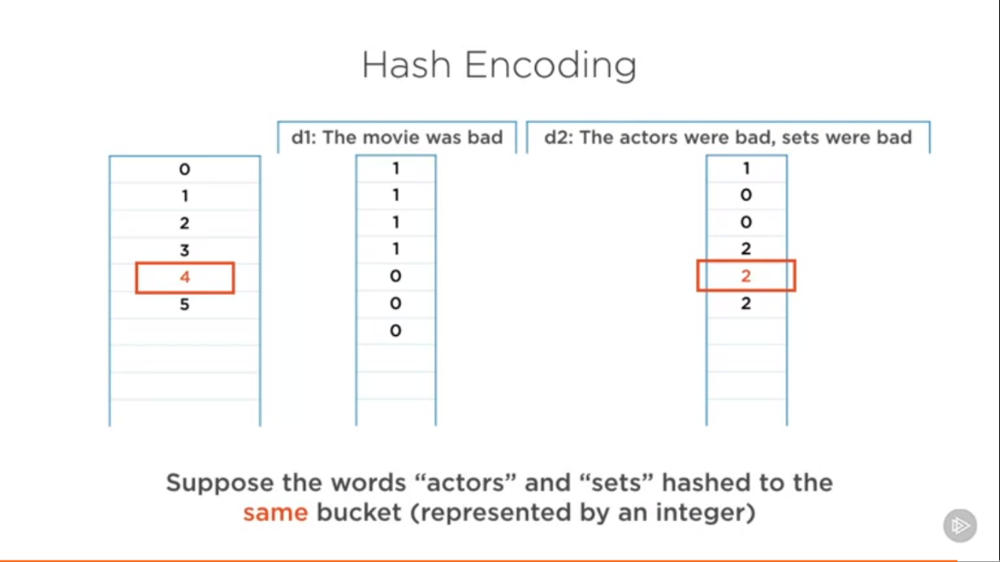 Hash Encoding
d1: The movie was bad
d2: The actors were bad, sets were bad
0 1 1
1 1 0
2 1 0
3 1 2
4 0 2
5 0 2
0
Suppose the words “actors” and “sets” hashed to the
same bucket (represented by an integer)